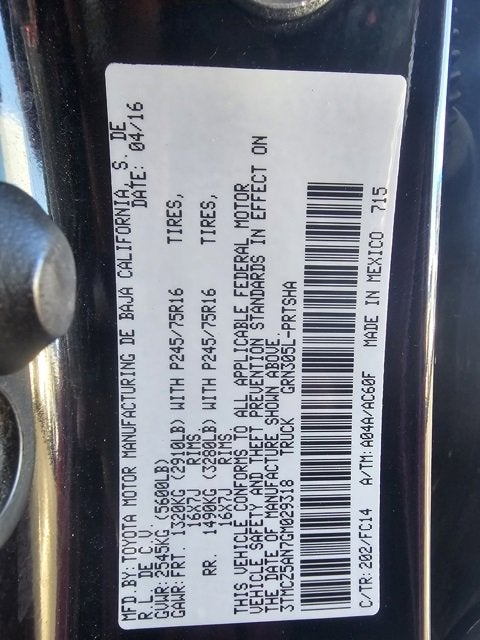 MFD.BY: TOYOTA MOTOR MANUFACTURING DE BAJA CALIFORNIA, S. DE
R.L. DE C.V. DATE: 04/16
GVWR: 2545KG (5600LB)
GAWR: FRT. 1320KG (2910LB) WITH P245/75R16 TIRES,
16X7J RIMS,
RR. 1490KG (3280LB) WITH P245/75R16 TIRES,
16X7J RIMS.
THIS VEHICLE CONFORMS TO ALL APPLICABLE FEDERAL MOTOR
VEHICLE SAFETY AND THEFT PREVENTION STANDARDS IN EFFECT ON
THE DATE OF MANUFACTURE SHOWN ABOVE.
3TMCZ5AN7GM029318 TRUCK GRN305L-PRTSHA
C/TR: 202/FC14 A/TM: A04A/AC60F MADE IN MEXICO 715